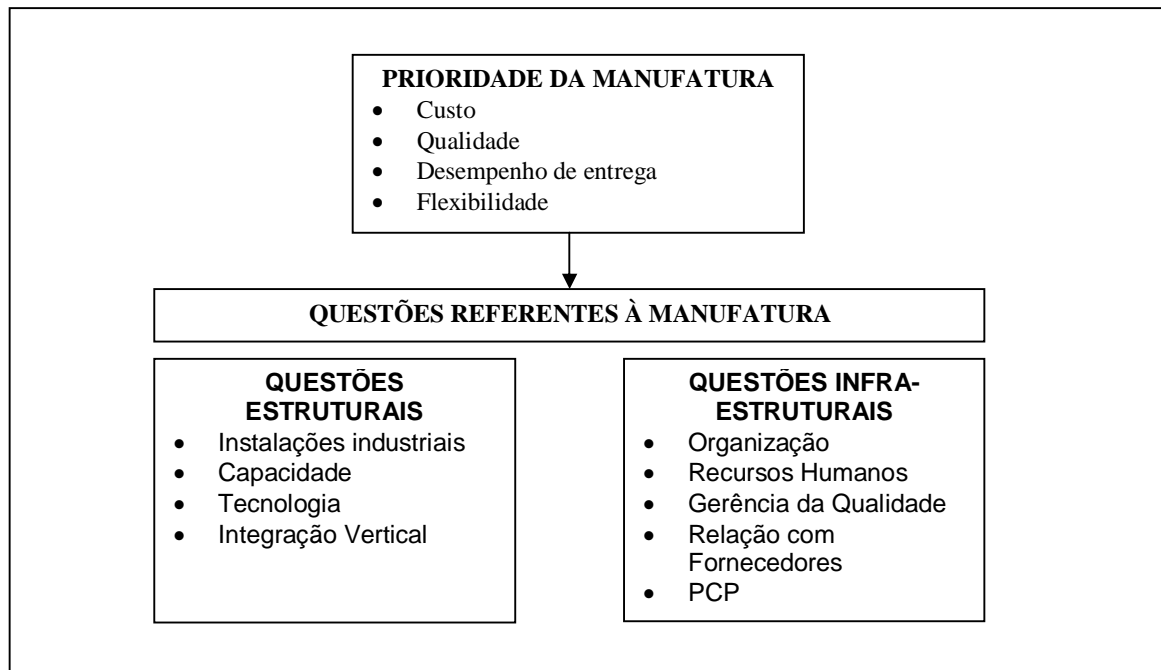 PRIORIDADE DA MANUFATURA
• Custo
• Qualidade
• Desempenho de entrega
• Flexibilidade
QUESTÕES REFERENTES À MANUFATURA
QUESTÕES
ESTRUTURAIS
• Instalações industriais
• Capacidade
• Tecnologia
• Integração Vertical
QUESTÕES INFRA-
ESTRUTURAIS
• Organização
• Recursos Humanos
• Gerência da Qualidade
• Relação com
Fornecedores
• PCP